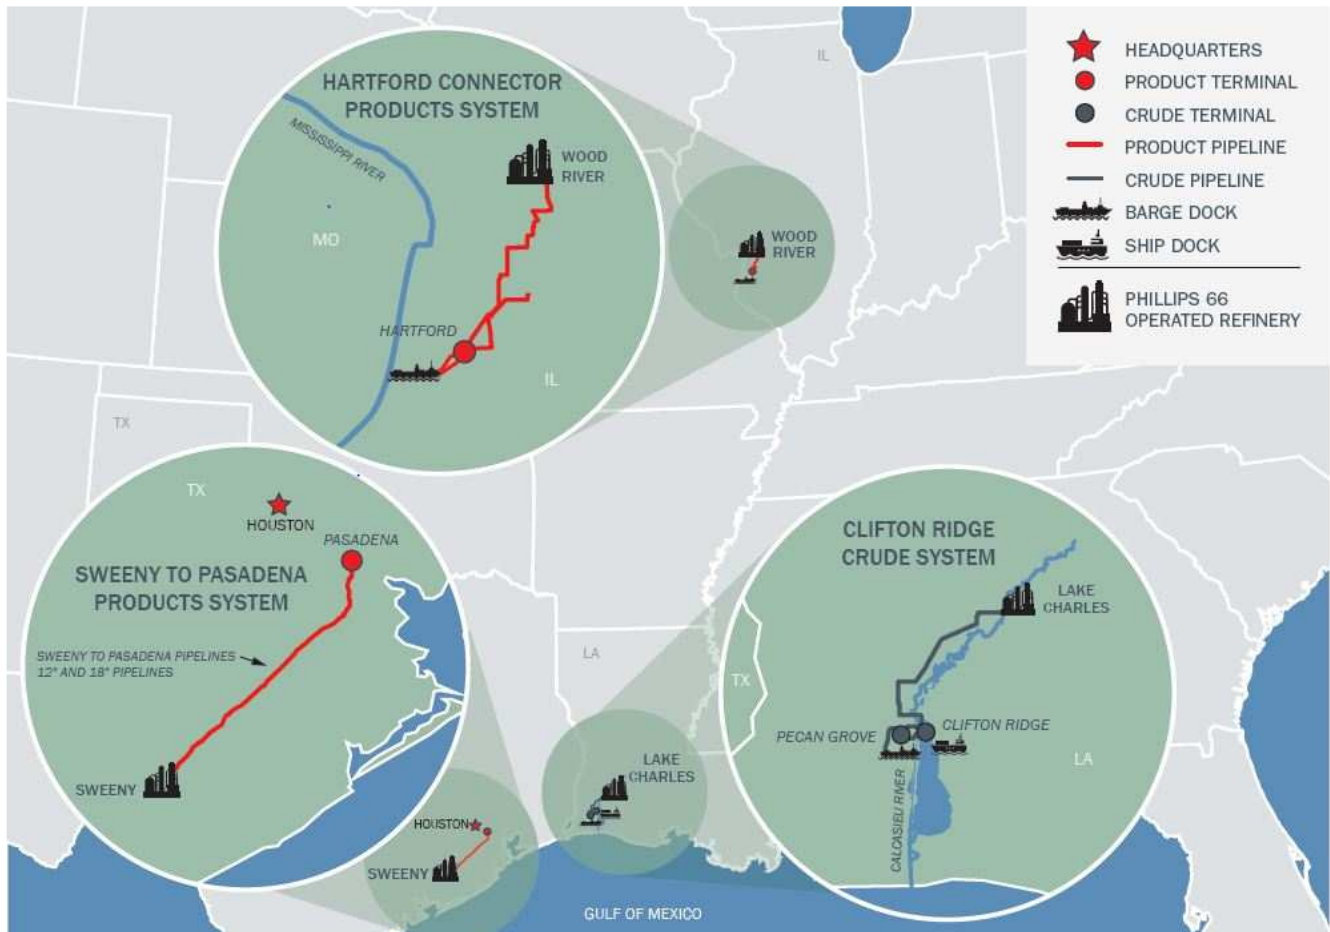 IL
HEADQUARTERS
PRODUCT TERMINAL
CRUDE TERMINAL
PRODUCT PIPELINE
CRUDE PIPELINE
BARGE DOCK
SHIP DOCK
PHILLIPS 66
OPERATED REFINERY
HARTFORD CONNECTOR
PRODUCTS SYSTEM
MISSISSIPPI RIVER
WOOD
RIVER
MO
HARTFORD
IL
WOOD
RIVER
TX
TX
HOUSTON
PASADENA
SWEENY TO PASADENA
PRODUCTS SYSTEM
SWEENY TO PASADENA PIPELINES
12" AND 18" PIPELINES
SWEENY
CLIFTON RIDGE
CRUDE SYSTEM
LAKE
CHARLES
TX
PECAN GROVE
CLIFTON RIDGE
LA
CALCASIEU RIVER
LA
LAKE
CHARLES
HOUSTON
SWEENY
GULF OF MEXICO